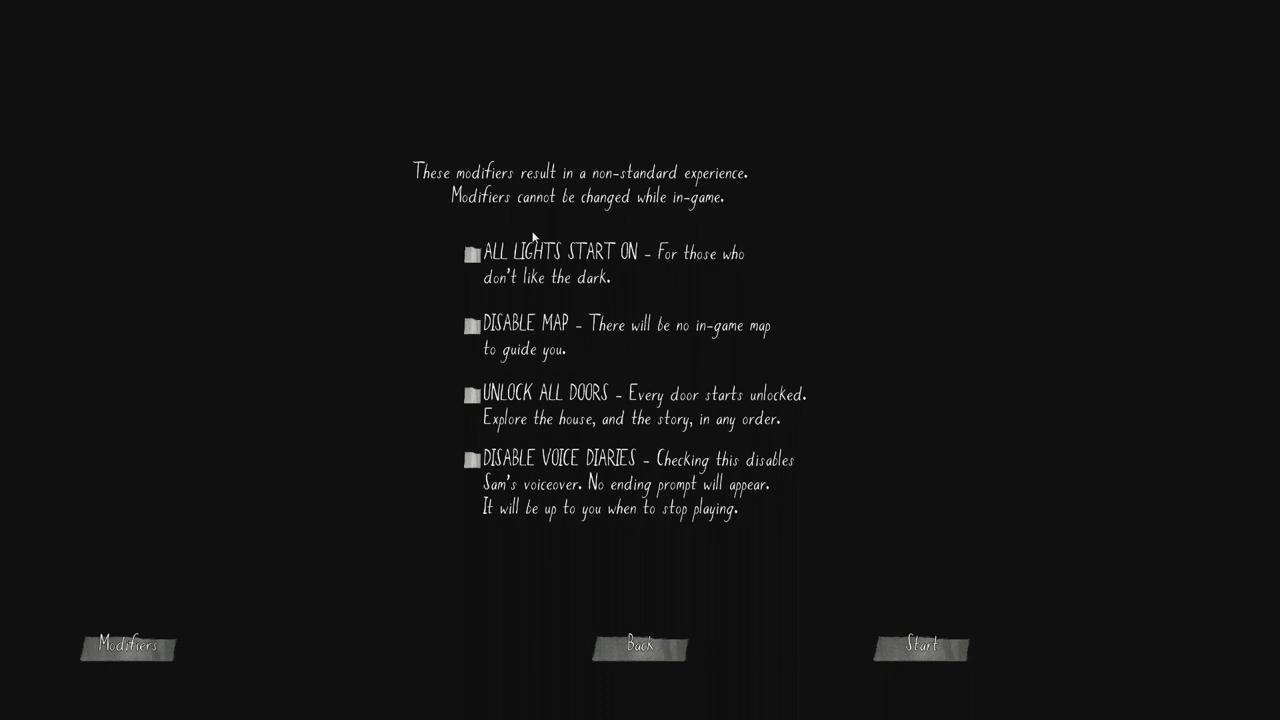 These modifiers result in a non-standard experience.
Modifiers cannot be changed while in-game.
ALL LIGHTS START ON - For those who
don't like the dark.
DISABLE MAP - There will be no in-game map
to guide you.
UNLOCK ALL DOORS - Every door starts unlocked.
Explore the house, and the story, in any order.
DISABLE VOICE DIARIES - Checking this disables
Sam's voiceover. No ending prompt will appear.
It will be up to you when to stop playing.
Modifiers
Back
Start